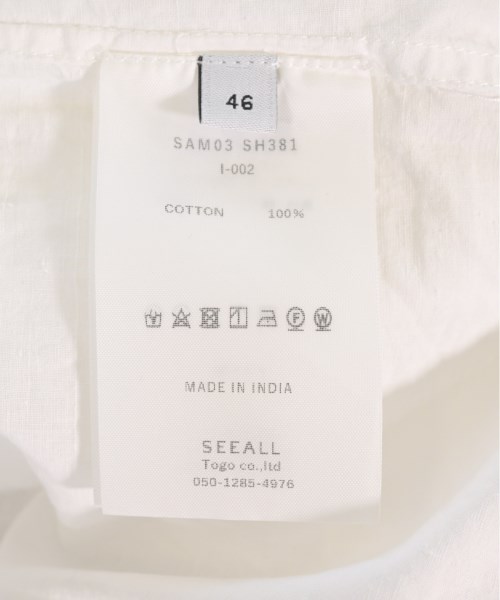 46
SAM03 SH381
I-002
COTTON 100%
MADE IN INDIA
SEEALL
Togo co.,ltd
050-1285-4976